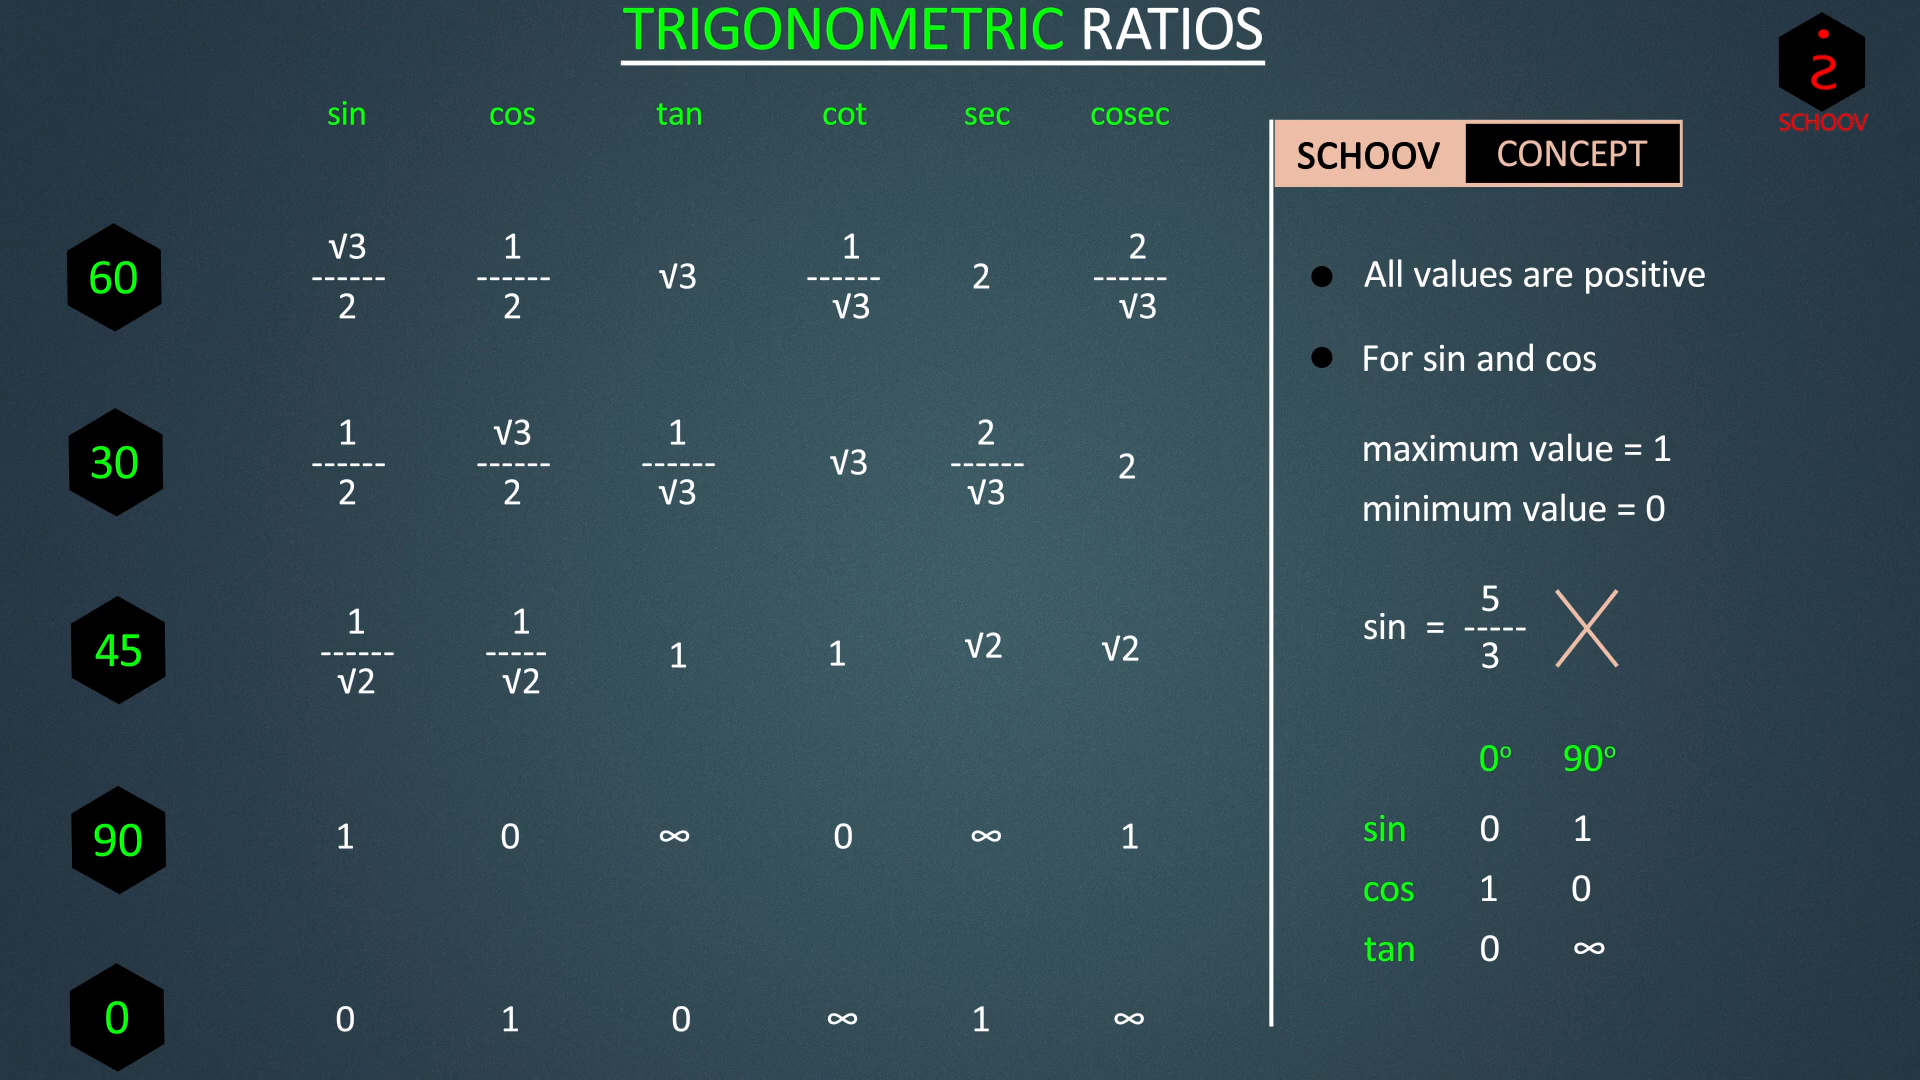 TRIGONOMETRIC RATIOS
SCHOOV
sin cos tan cot sec cosec
60 √3/2 1/2 √3 1/√3 2 2/√3
30 1/2 √3/2 1/√3 √3 2/√3 2
45 1/√2 1/√2 1 1 √2 √2
90 1 0 ∞ 0 ∞ 1
0 0 1 0 ∞ 1 ∞
SCHOOV CONCEPT
● All values are positive
● For sin and cos
maximum value = 1
minimum value = 0
sin = 5/3
0º 90º
sin 0 1
cos 1 0
tan 0 ∞